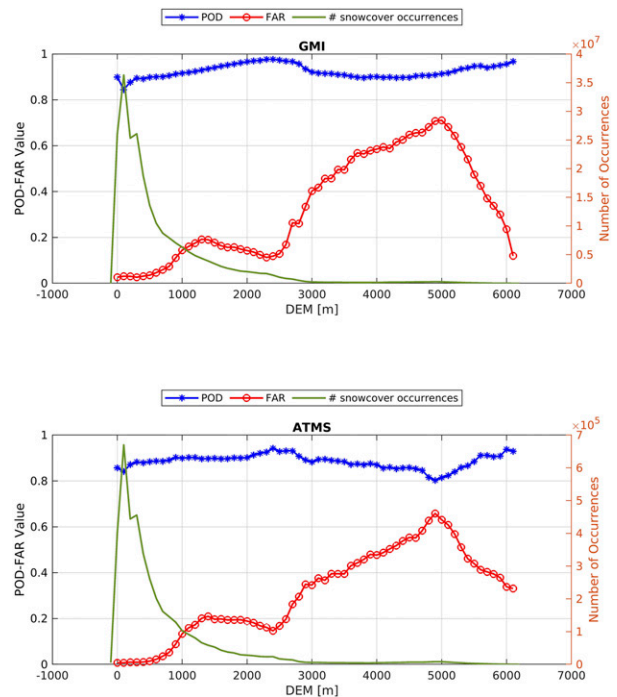 POD FAR # snowcover occurrences
GMI
×10⁷
1 4
3.5
0.8 3
2.5
0.6
2
0.4 1.5
1
0.2
0.5
0 0
POD-FAR Value
Number of Occurrences
-1000 0 1000 2000 3000 4000 5000 6000 7000
DEM [m]
POD FAR # snowcover occurrences
ATMS
×10⁵
1 7
6
0.8
5
0.6
4
3
0.4
2
0.2
1
0 0
POD-FAR Value
Number of Occurrences
-1000 0 1000 2000 3000 4000 5000 6000 7000
DEM [m]